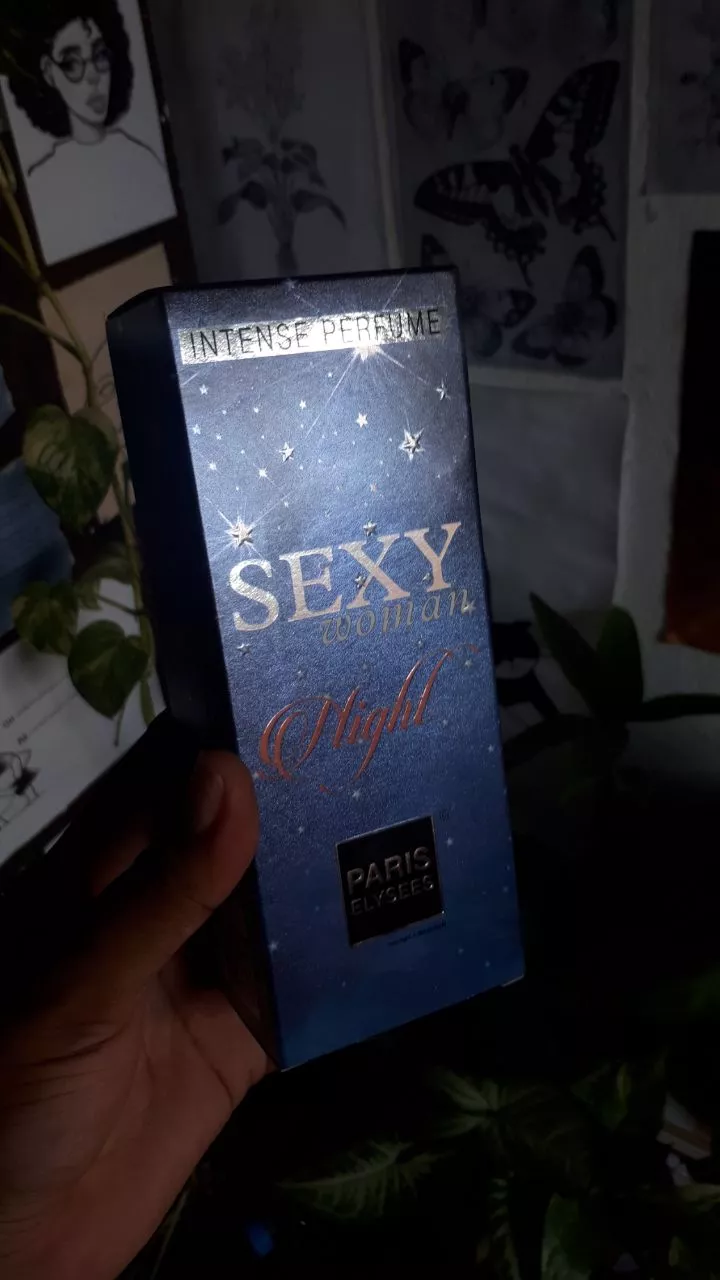 INTENSE PERFUME
SEXY
woman
Night
PARIS
ELYSEES